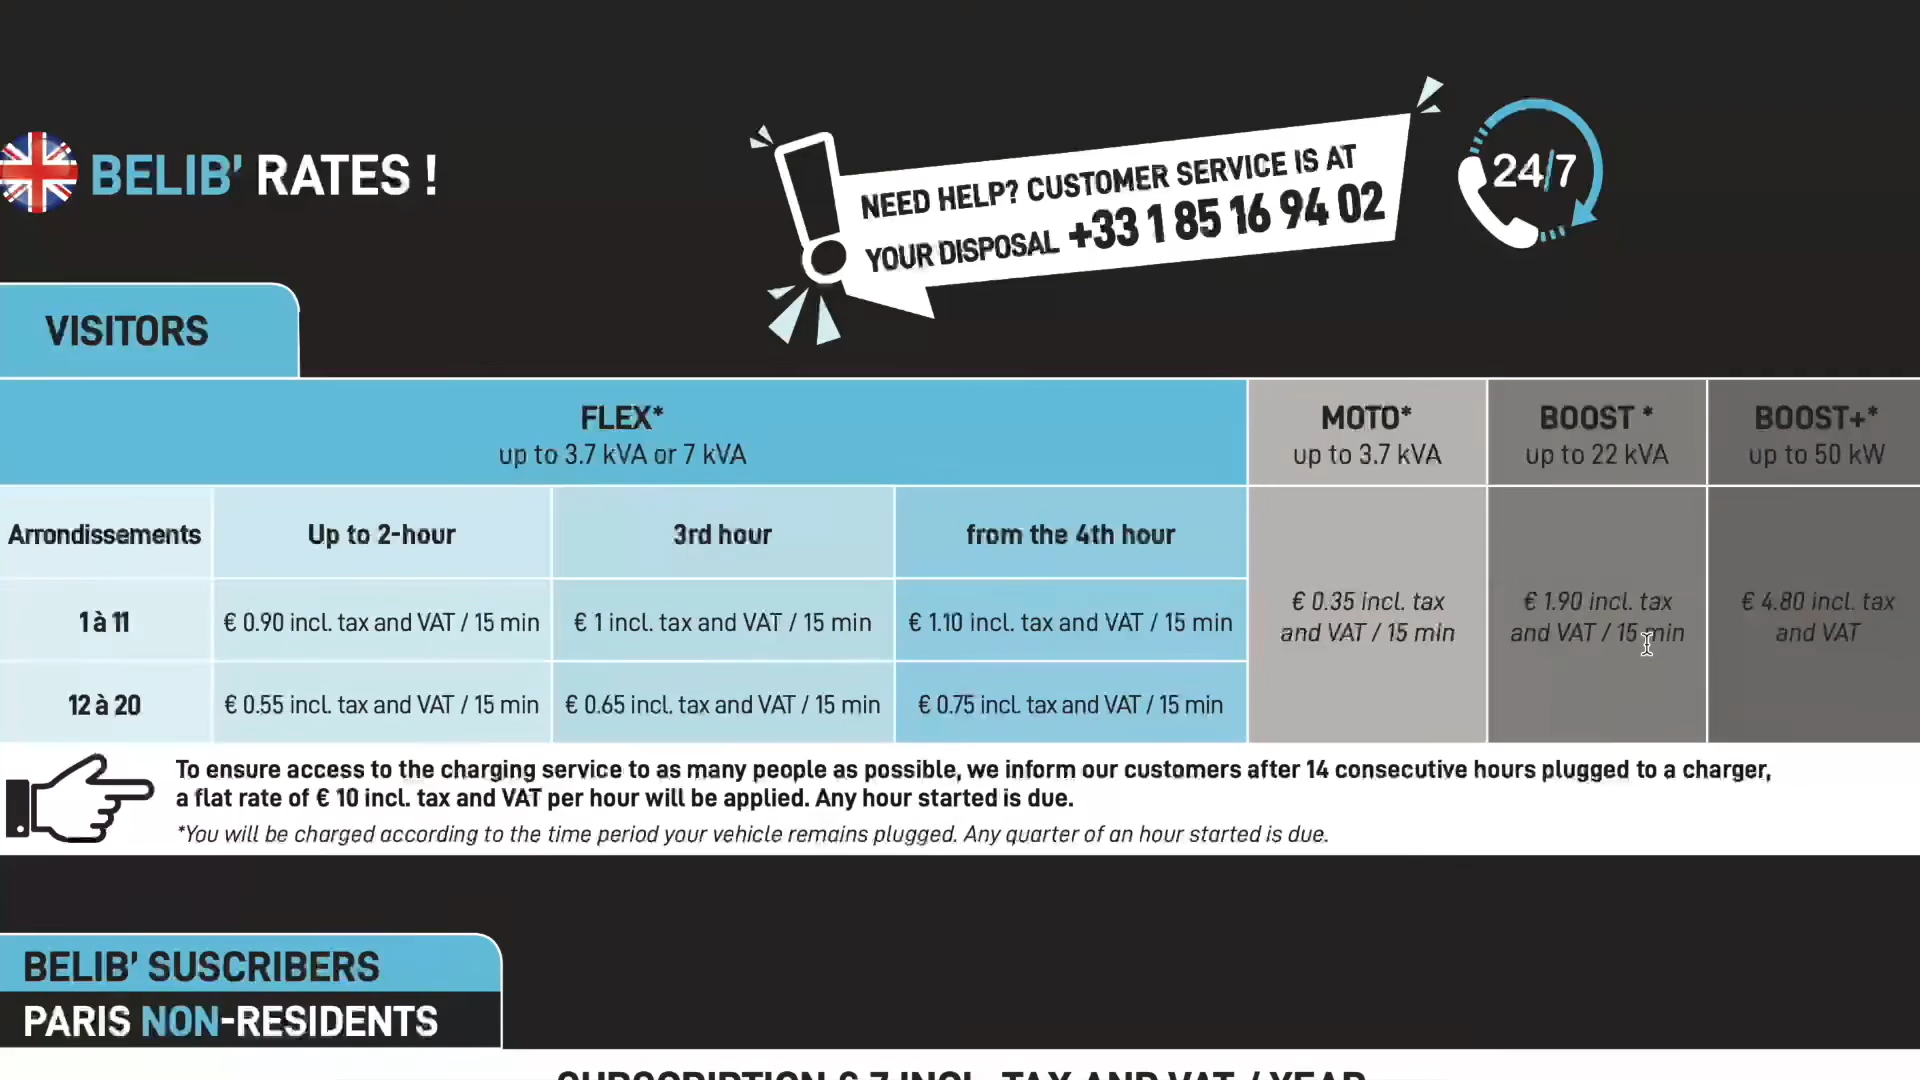 BELIB' RATES !
NEED HELP? CUSTOMER SERVICE IS AT
YOUR DISPOSAL +33 1 85 16 94 02
24/7
VISITORS
FLEX*
up to 3.7 kVA or 7 kVA
MOTO*
up to 3.7 kVA
BOOST *
up to 22 kVA
BOOST+*
up to 50 kW
Arrondissements
Up to 2-hour
3rd hour
from the 4th hour
1 à 11
€ 0.90 incl. tax and VAT / 15 min
€ 1 incl. tax and VAT / 15 min
€ 1.10 incl. tax and VAT / 15 min
€ 0.35 incl. tax
and VAT / 15 min
€ 1.90 incl. tax
and VAT / 15 min
€ 4.80 incl. tax
and VAT
12 à 20
€ 0.55 incl. tax and VAT / 15 min
€ 0.65 incl. tax and VAT / 15 min
€ 0.75 incl. tax and VAT / 15 min
To ensure access to the charging service to as many people as possible, we inform our customers after 14 consecutive hours plugged to a charger,
a flat rate of € 10 incl. tax and VAT per hour will be applied. Any hour started is due.
*You will be charged according to the time period your vehicle remains plugged. Any quarter of an hour started is due.
BELIB' SUSCRIBERS
PARIS NON-RESIDENTS
SUBSCRIPTION € 7 INCL. TAX AND VAT / YEAR